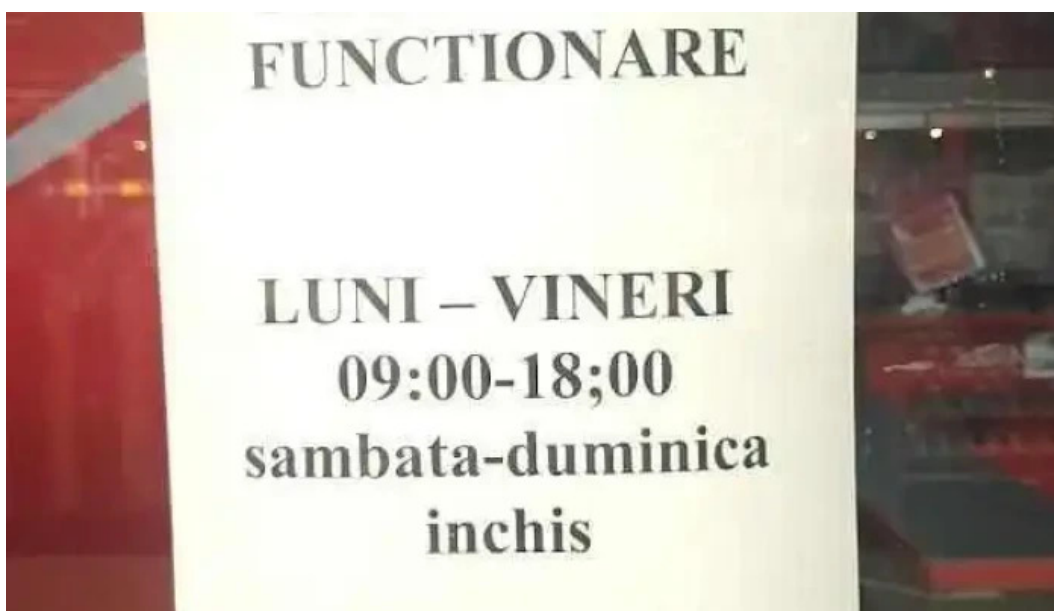 FUNCTIONARE
LUNI – VINERI
09:00-18;00
sambata-duminica
inchis